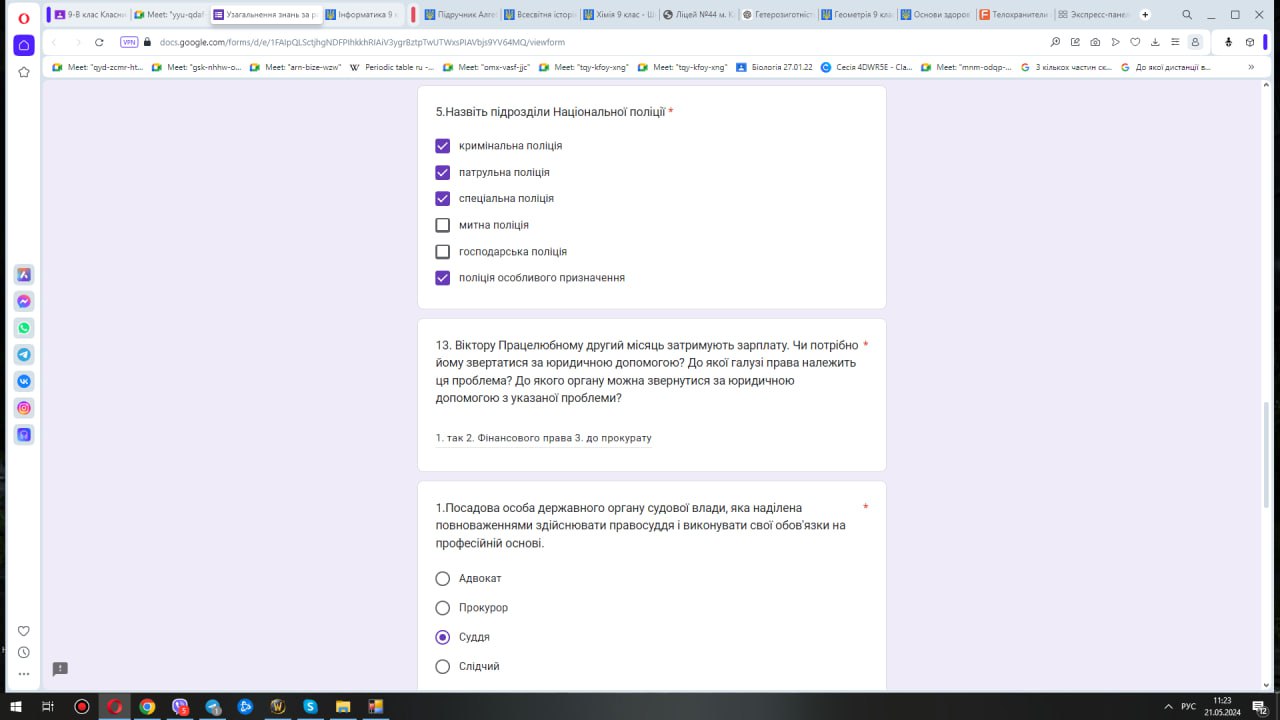 9-В класКласні
Meet: "yyu-qdaf
Узагальнення знань за р
Інформатика 9 к
Підручник Алге
Всесвітня історі
Хімія 9 клас -
Ліцей №44 м. К
Гетерозиготніст
Геометрія 9 клас
Основи здоров
Телохранители
Экспресс-панел
VPN
docs.google.com/forms/d/e/1FAIpQLSctjhgNDFPIhkkhRIAiV3ygrBztpTwUTWxsPIAVbjs9YV64MQ/viewform
Meet: "qyd-zcmr-ht...
Meet: "gsk-nhhw-o...
Meet: "arn-bize-wzw"
Periodic table ru -...
Meet: "omx-vasf-jjc"
Meet: "tqy-kfoy-xng"
Meet: "tqy-kfoy-xng"
Біологія 27.01.22
Сесія 4DWR5E - Cla...
Meet: "mnm-odqp-...
З кількох частин ск...
До якої дистанції в...
»
5.Назвіть підрозділи Національної поліції *
кримінальна поліція
патрульна поліція
спеціальна поліція
митна поліція
господарська поліція
поліція особливого призначення
13. Віктору Працелюбному другий місяць затримують зарплату. Чи потрібно *
йому звертатися за юридичною допомогою? До якої галузі права належить
ця проблема? До якого органу можна звернутися за юридичною
допомогою з указаної проблеми?
1. так 2. Фінансового права 3. до прокурату
1.Посадова особа державного органу судової влади, яка наділена *
повноваженнями здійснювати правосуддя і виконувати свої обов'язки на
професійній основі.
Адвокат
Прокурор
Суддя
Слідчий
РУС
11:23
21.05.2024